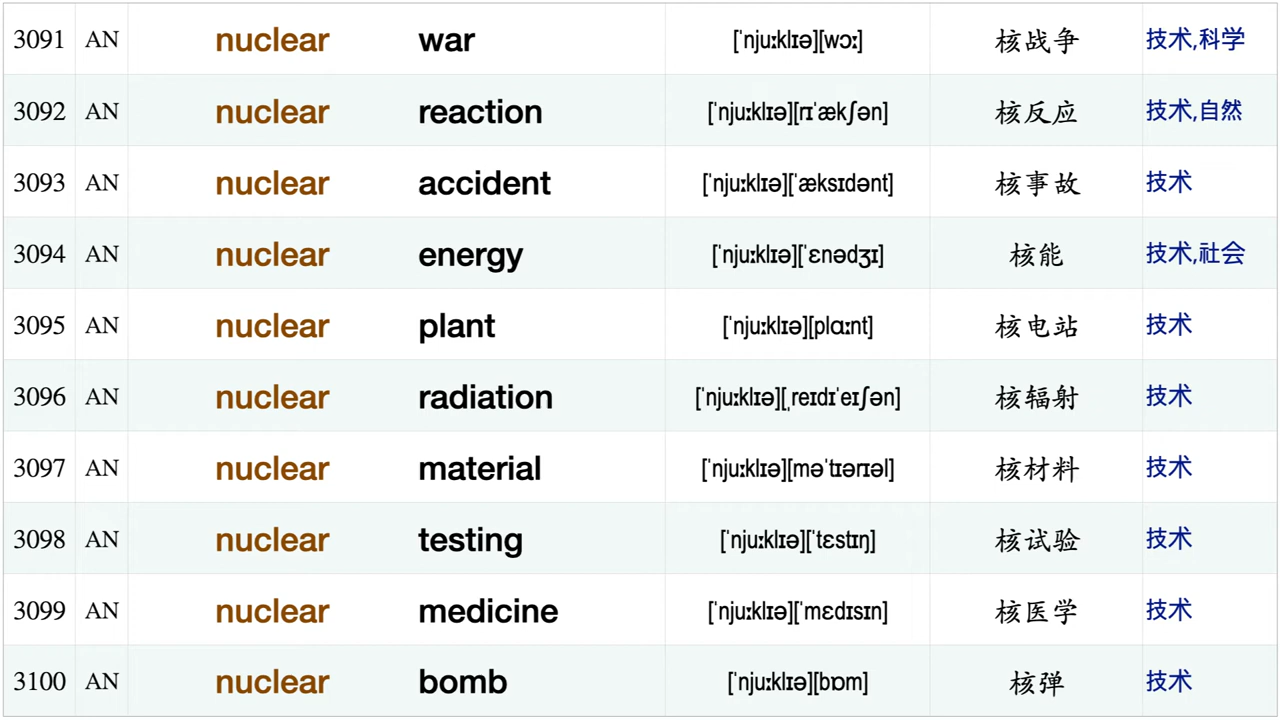 3091 AN nuclear war [ˈnjuːklɪə][wɔː] 核战争 技术,科学
3092 AN nuclear reaction [ˈnjuːklɪə][rɪˈækʃən] 核反应 技术,自然
3093 AN nuclear accident [ˈnjuːklɪə][ˈæksɪdənt] 核事故 技术
3094 AN nuclear energy [ˈnjuːklɪə][ˈɛnədʒɪ] 核能 技术,社会
3095 AN nuclear plant [ˈnjuːklɪə][plɑːnt] 核电站 技术
3096 AN nuclear radiation [ˈnjuːklɪə][ˌreɪdɪˈeɪʃən] 核辐射 技术
3097 AN nuclear material [ˈnjuːklɪə][məˈtɪərɪəl] 核材料 技术
3098 AN nuclear testing [ˈnjuːklɪə][ˈtɛstɪŋ] 核试验 技术
3099 AN nuclear medicine [ˈnjuːklɪə][ˈmɛdɪsɪn] 核医学 技术
3100 AN nuclear bomb [ˈnjuːklɪə][bɒm] 核弹 技术